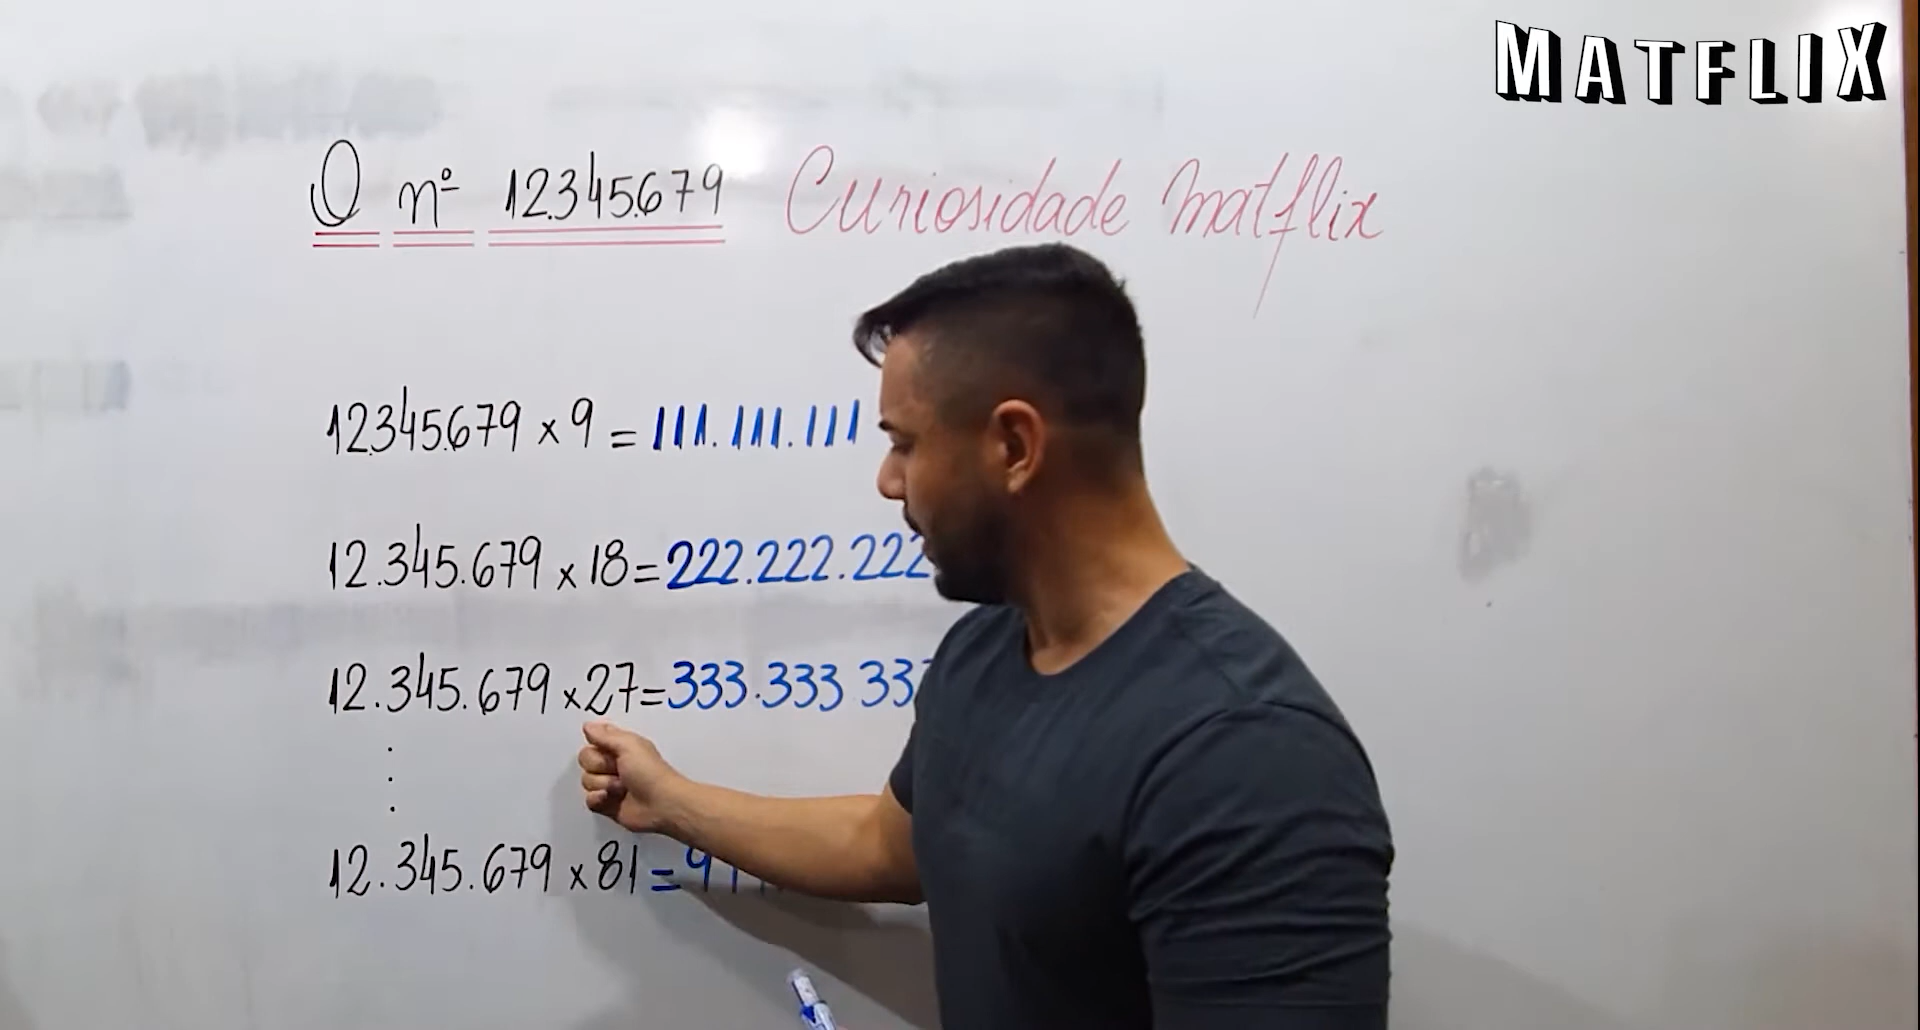 MATFLIX
O nº 12.345.679 Curiosidade Matflix
12.345.679 × 9 = 111.111.111
12.345.679 × 18 = 222.222.222
12.345.679 × 27 = 333.333.33
12.345.679 × 81 = 9